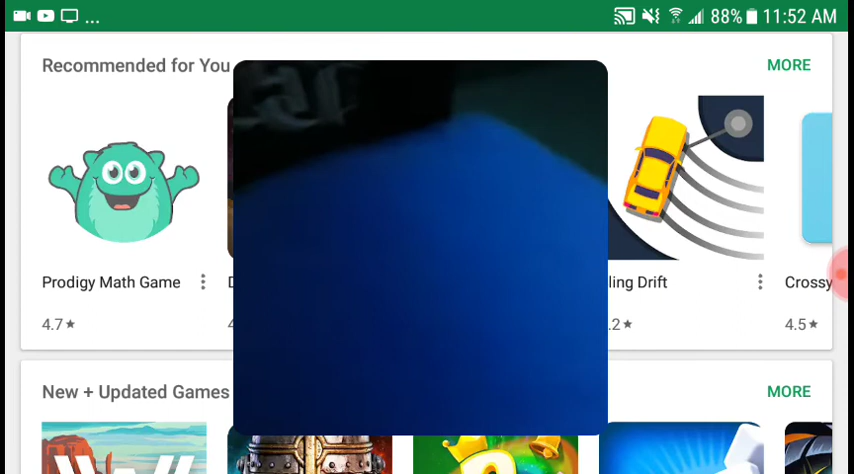 ... 88% 11:52 AM
Recommended for You MORE
Prodigy Math Game ling Drift Crossy
4.7★ .2★ 4.5★
New + Updated Games MORE